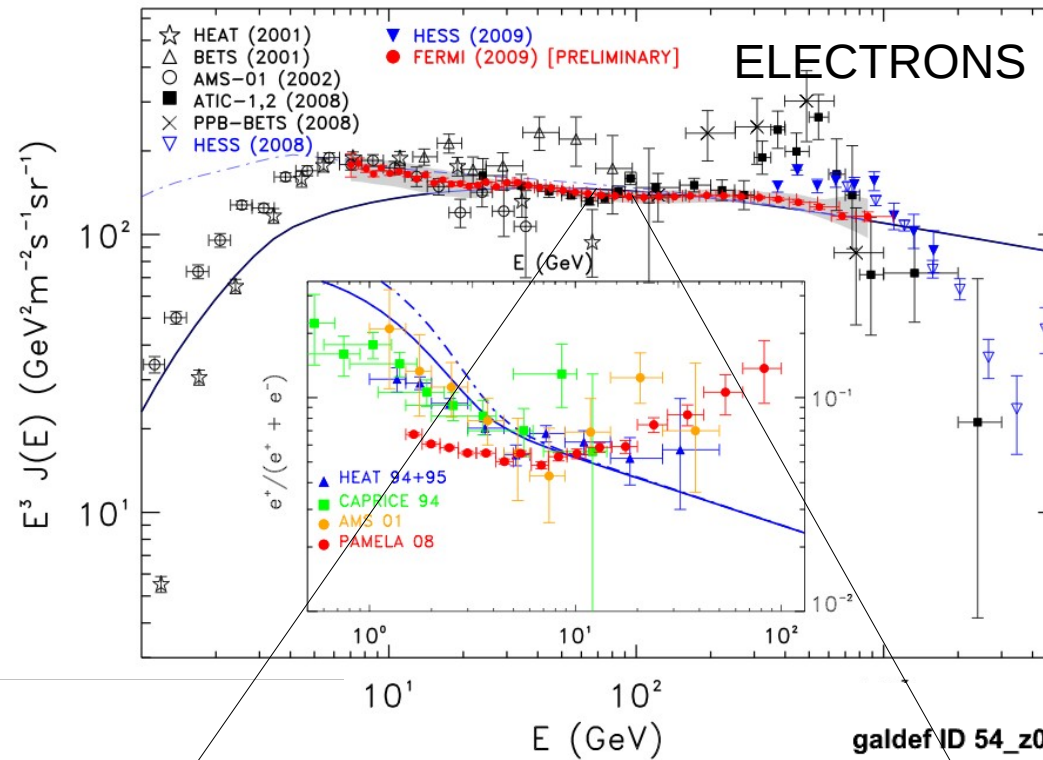 ELECTRONS
HEAT (2001)
BETS (2001)
AMS-01 (2002)
ATIC-1,2 (2008)
PPB-BETS (2008)
HESS (2008)
HESS (2009)
FERMI (2009) [PRELIMINARY]
E³ J(E) (GeV²m⁻²s⁻¹sr⁻¹)
10²
10¹
E (GeV)
e⁺/(e⁺ + e⁻)
10⁻¹
10⁻²
HEAT 94+95
CAPRICE 94
AMS 01
PAMELA 08
10⁰ 10¹ 10²
10¹ 10²
E (GeV)
galdef ID 54_z0